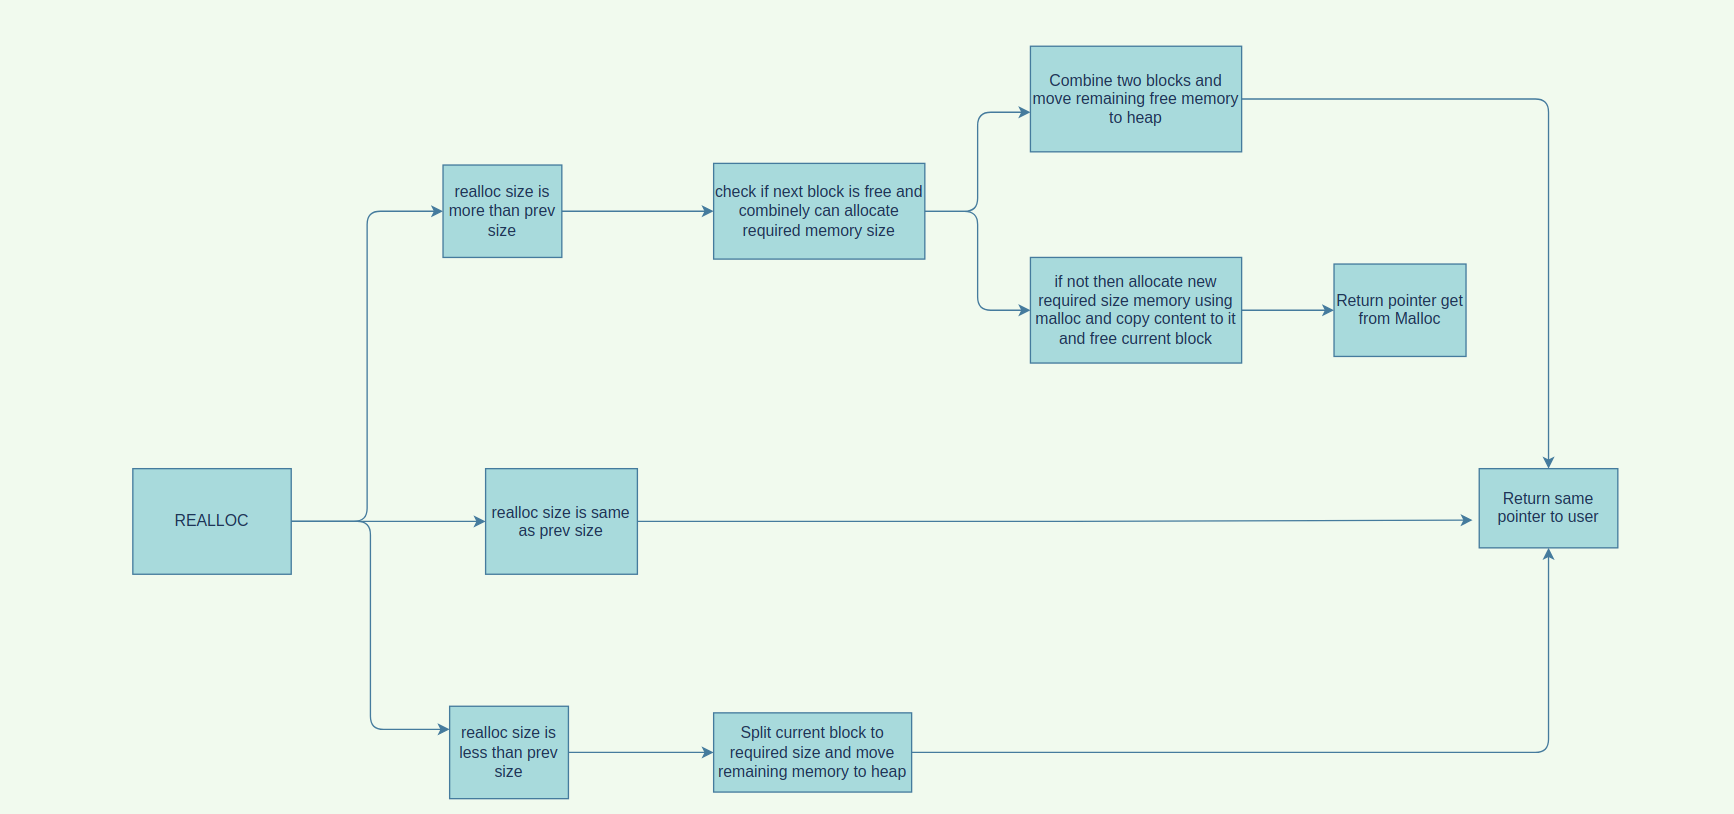 Combine two blocks and
move remaining free memory
to heap
realloc size is
more than prev
size
check if next block is free and
combinely can allocate
required memory size
if not then allocate new
required size memory using
malloc and copy content to it
and free current block
Return pointer get
from Malloc
REALLOC
realloc size is same
as prev size
Return same
pointer to user
realloc size is
less than prev
size
Split current block to
required size and move
remaining memory to heap